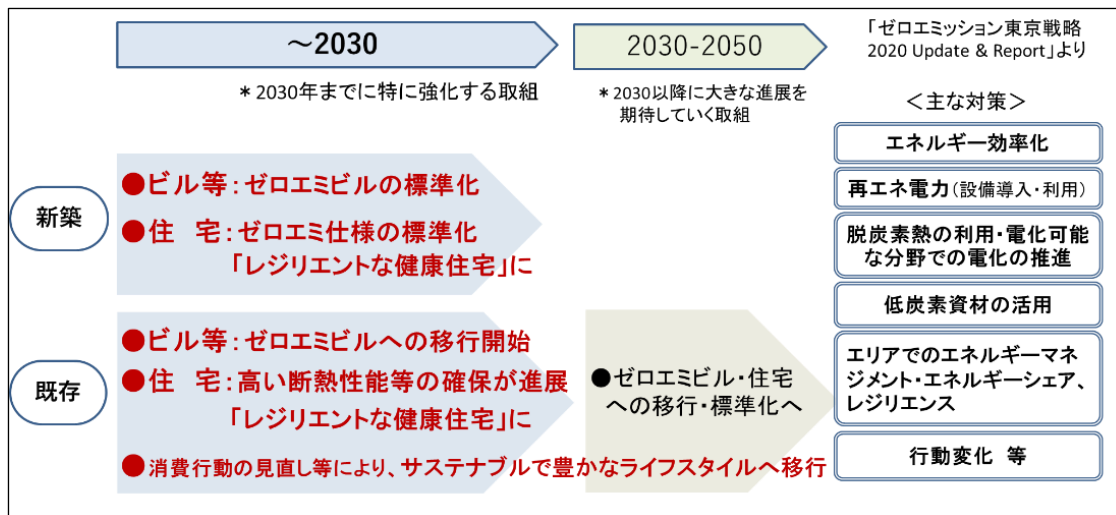 ～2030
2030-2050
「ゼロエミッション東京戦略
2020 Update & Report」より
＊2030年までに特に強化する取組
＊2030以降に大きな進展を
期待していく取組
＜主な対策＞
新築
●ビル等：ゼロエミビルの標準化
●住　宅：ゼロエミ仕様の標準化
「レジリエントな健康住宅」に
既存
●ビル等：ゼロエミビルへの移行開始
●住　宅：高い断熱性能等の確保が進展
「レジリエントな健康住宅」に
●消費行動の見直し等により、サステナブルで豊かなライフスタイルへ移行
●ゼロエミビル・住宅
への移行・標準化へ
エネルギー効率化
再エネ電力（設備導入・利用）
脱炭素熱の利用・電化可能
な分野での電化の推進
低炭素資材の活用
エリアでのエネルギーマネ
ジメント・エネルギーシェア、
レジリエンス
行動変化　等